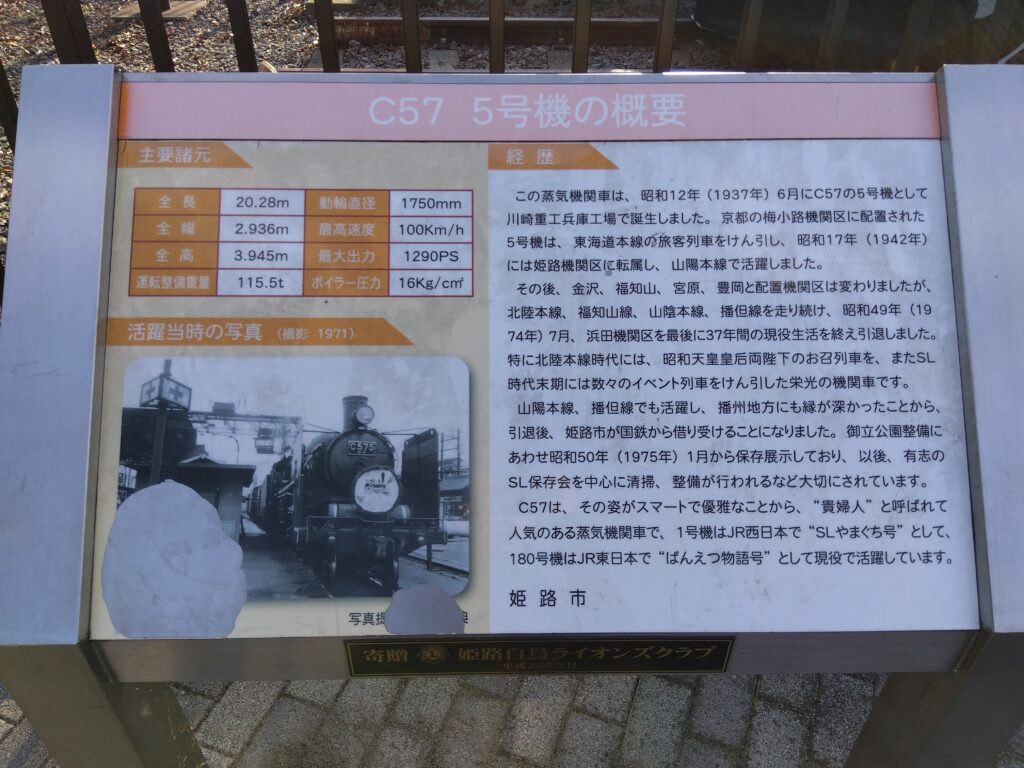 C57 5号機の概要
主要諸元
全長 20.28m 動輪直径 1750mm
全幅 2.936m 最高速度 100Km/h
全高 3.945m 最大出力 1290PS
運転整備重量 115.5t ボイラー圧力 16Kg/c㎡
活躍当時の写真 (撮影 1971)
C575
写真提
経歴
この蒸気機関車は、昭和12年(1937年)6月にC57の5号機として
川崎重工兵庫工場で誕生しました。京都の梅小路機関区に配置された
5号機は、東海道本線の旅客列車をけん引し、昭和17年(1942年)
には姫路機関区に転属し、山陽本線で活躍しました。
その後、金沢、福知山、宮原、豊岡と配置機関区は変わりましたが、
北陸本線、福知山線、山陰本線、播但線を走り続け、昭和49年(19
74年)7月、浜田機関区を最後に37年間の現役生活を終え引退しました。
特に北陸本線時代には、昭和天皇皇后両陛下のお召列車を、またSL
時代末期には数々のイベント列車をけん引した栄光の機関車です。
山陽本線、播但線でも活躍し、播州地方にも縁が深かったことから、
引退後、姫路市が国鉄から借り受けることになりました。御立公園整備に
あわせ昭和50年(1975年)1月から保存展示しており、以後、有志の
SL保存会を中心に清掃、整備が行われるなど大切にされています。
C57は、その姿がスマートで優雅なことから、“貴婦人”と呼ばれて
人気のある蒸気機関車で、1号機はJR西日本で“SLやまぐち号”として、
180号機はJR東日本で“ばんえつ物語号”として現役で活躍しています。
姫路市
寄贈 姫路白鳥ライオンズクラブ
平成26年2月